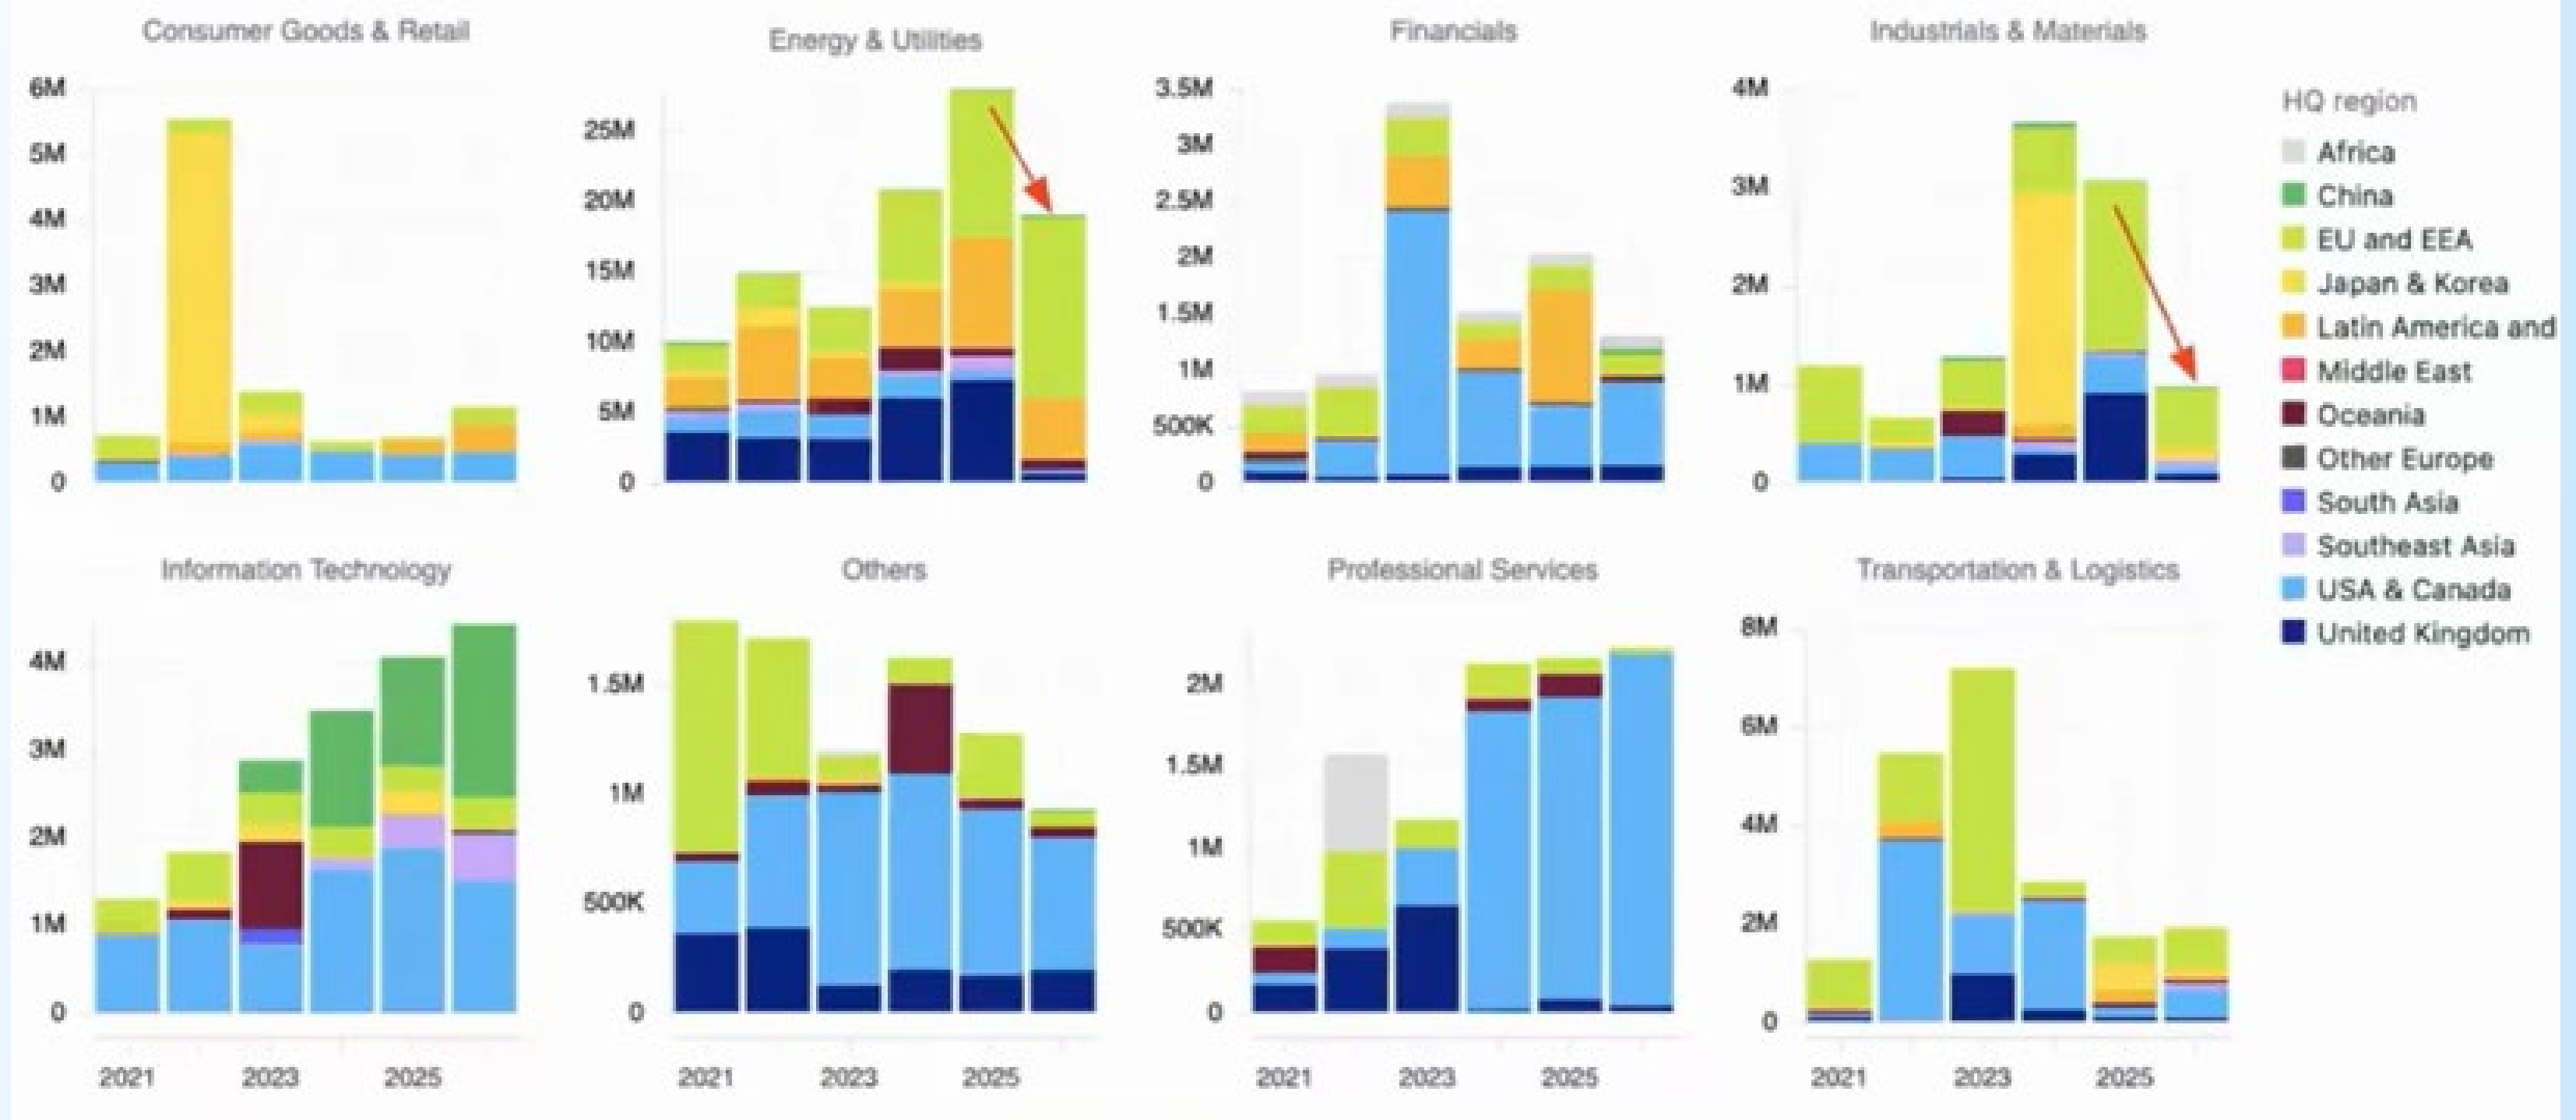 Consumer Goods & Retail
6M
5M
4M
3M
2M
1M
0
Energy & Utilities
25M
20M
15M
10M
5M
0
Financials
3.5M
3M
2.5M
2M
1.5M
1M
500K
0
Industrials & Materials
4M
3M
2M
1M
0
HQ region
Africa
China
EU and EEA
Japan & Korea
Latin America and
Middle East
Oceania
Other Europe
South Asia
Southeast Asia
USA & Canada
United Kingdom
Information Technology
4M
3M
2M
1M
0
2021 2023 2025
Others
1.5M
1M
500K
0
2021 2023 2025
Professional Services
2M
1.5M
1M
500K
0
2021 2023 2025
Transportation & Logistics
8M
6M
4M
2M
0
2021 2023 2025